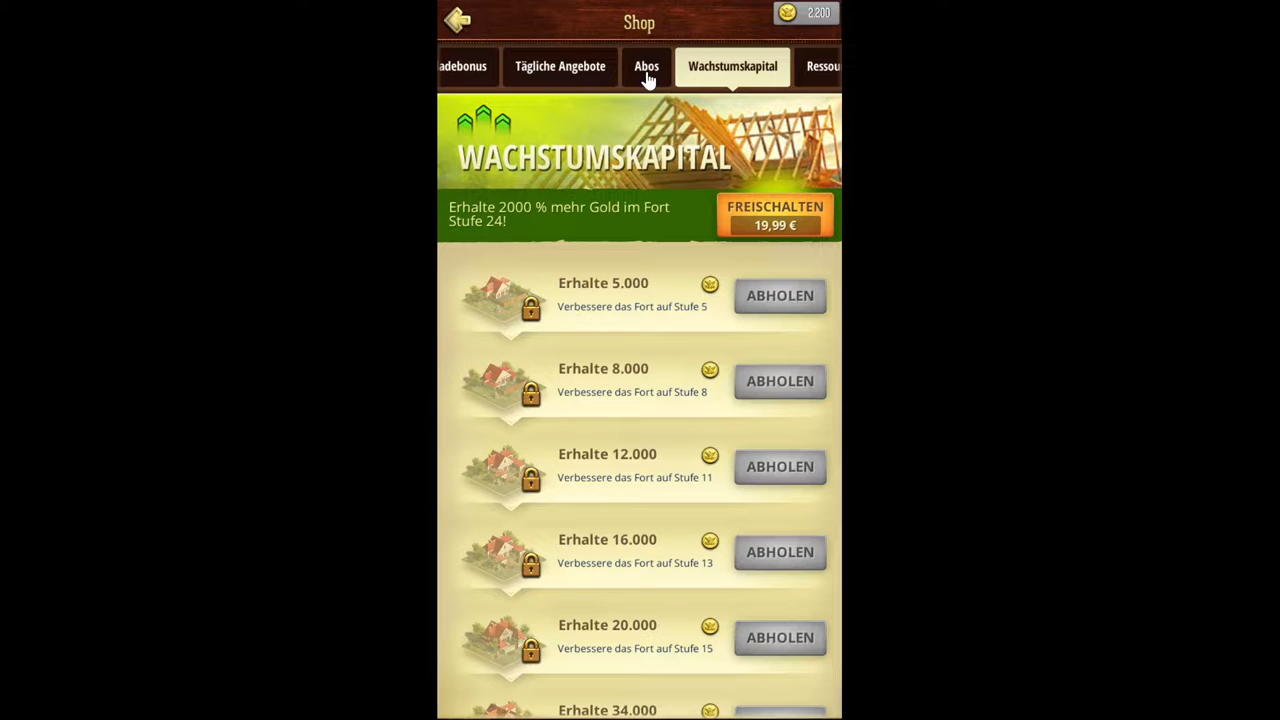 Shop
2.200
adebonus
Tägliche Angebote
Abos
Wachstumskapital
Ressou
WACHSTUMSKAPITAL
Erhalte 2000 % mehr Gold im Fort
Stufe 24!
FREISCHALTEN
19,99 €
Erhalte 5.000
Verbessere das Fort auf Stufe 5
ABHOLEN
Erhalte 8.000
Verbessere das Fort auf Stufe 8
ABHOLEN
Erhalte 12.000
Verbessere das Fort auf Stufe 11
ABHOLEN
Erhalte 16.000
Verbessere das Fort auf Stufe 13
ABHOLEN
Erhalte 20.000
Verbessere das Fort auf Stufe 15
ABHOLEN
Erhalte 34.000